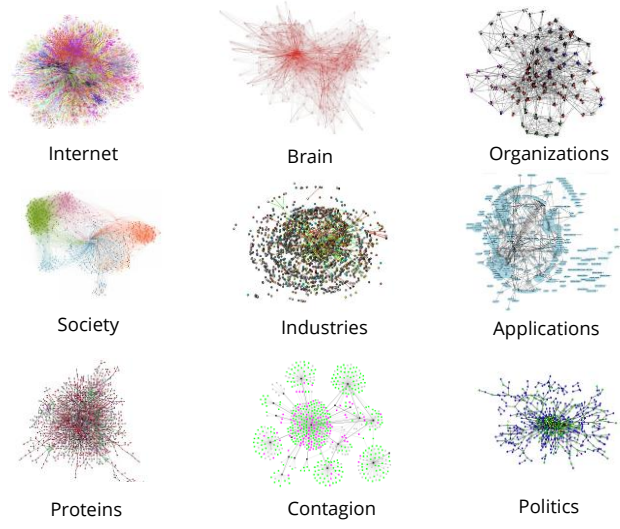 Internet
Brain
Organizations
Society
Industries
Applications
Proteins
Contagion
Politics